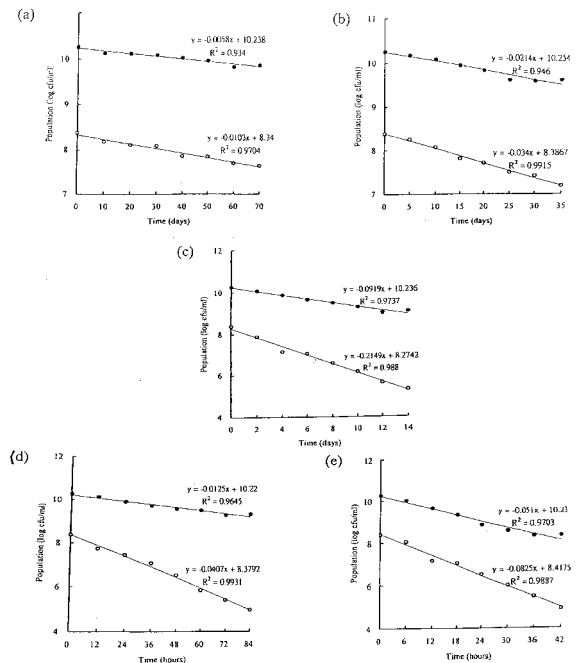 (a)
y = -0.0058x + 10.238
R² = 0.934
y = -0.0103x + 8.34
R² = 0.9704
Population (log cfu/ml)
11
10
9
8
7
0 10 20 30 40 50 60 70
Time (days)
(b)
y = -0.0214x + 10.254
R² = 0.946
y = -0.034x + 8.3867
R² = 0.9915
Population (log cfu/ml)
11
10
9
8
7
0 5 10 15 20 25 30 35
Time (days)
(c)
y = -0.0919x + 10.236
R² = 0.9737
y = -0.2149x + 8.2742
R² = 0.988
Population (log cfu/ml)
12
10
8
6
4
0 2 4 6 8 10 12 14
Time (days)
(d)
y = -0.0125x + 10.22
R² = 0.9645
y = -0.0407x + 8.3792
R² = 0.9931
Population (log cfu/ml)
12
10
8
6
4
0 12 24 36 48 60 72 84
Time (hours)
(e)
y = -0.051x + 10.23
R² = 0.9703
y = -0.0825x + 8.4175
R² = 0.9887
Population (log cfu/ml)
12
10
8
6
4
0 6 12 18 24 30 36 42
Time (hours)